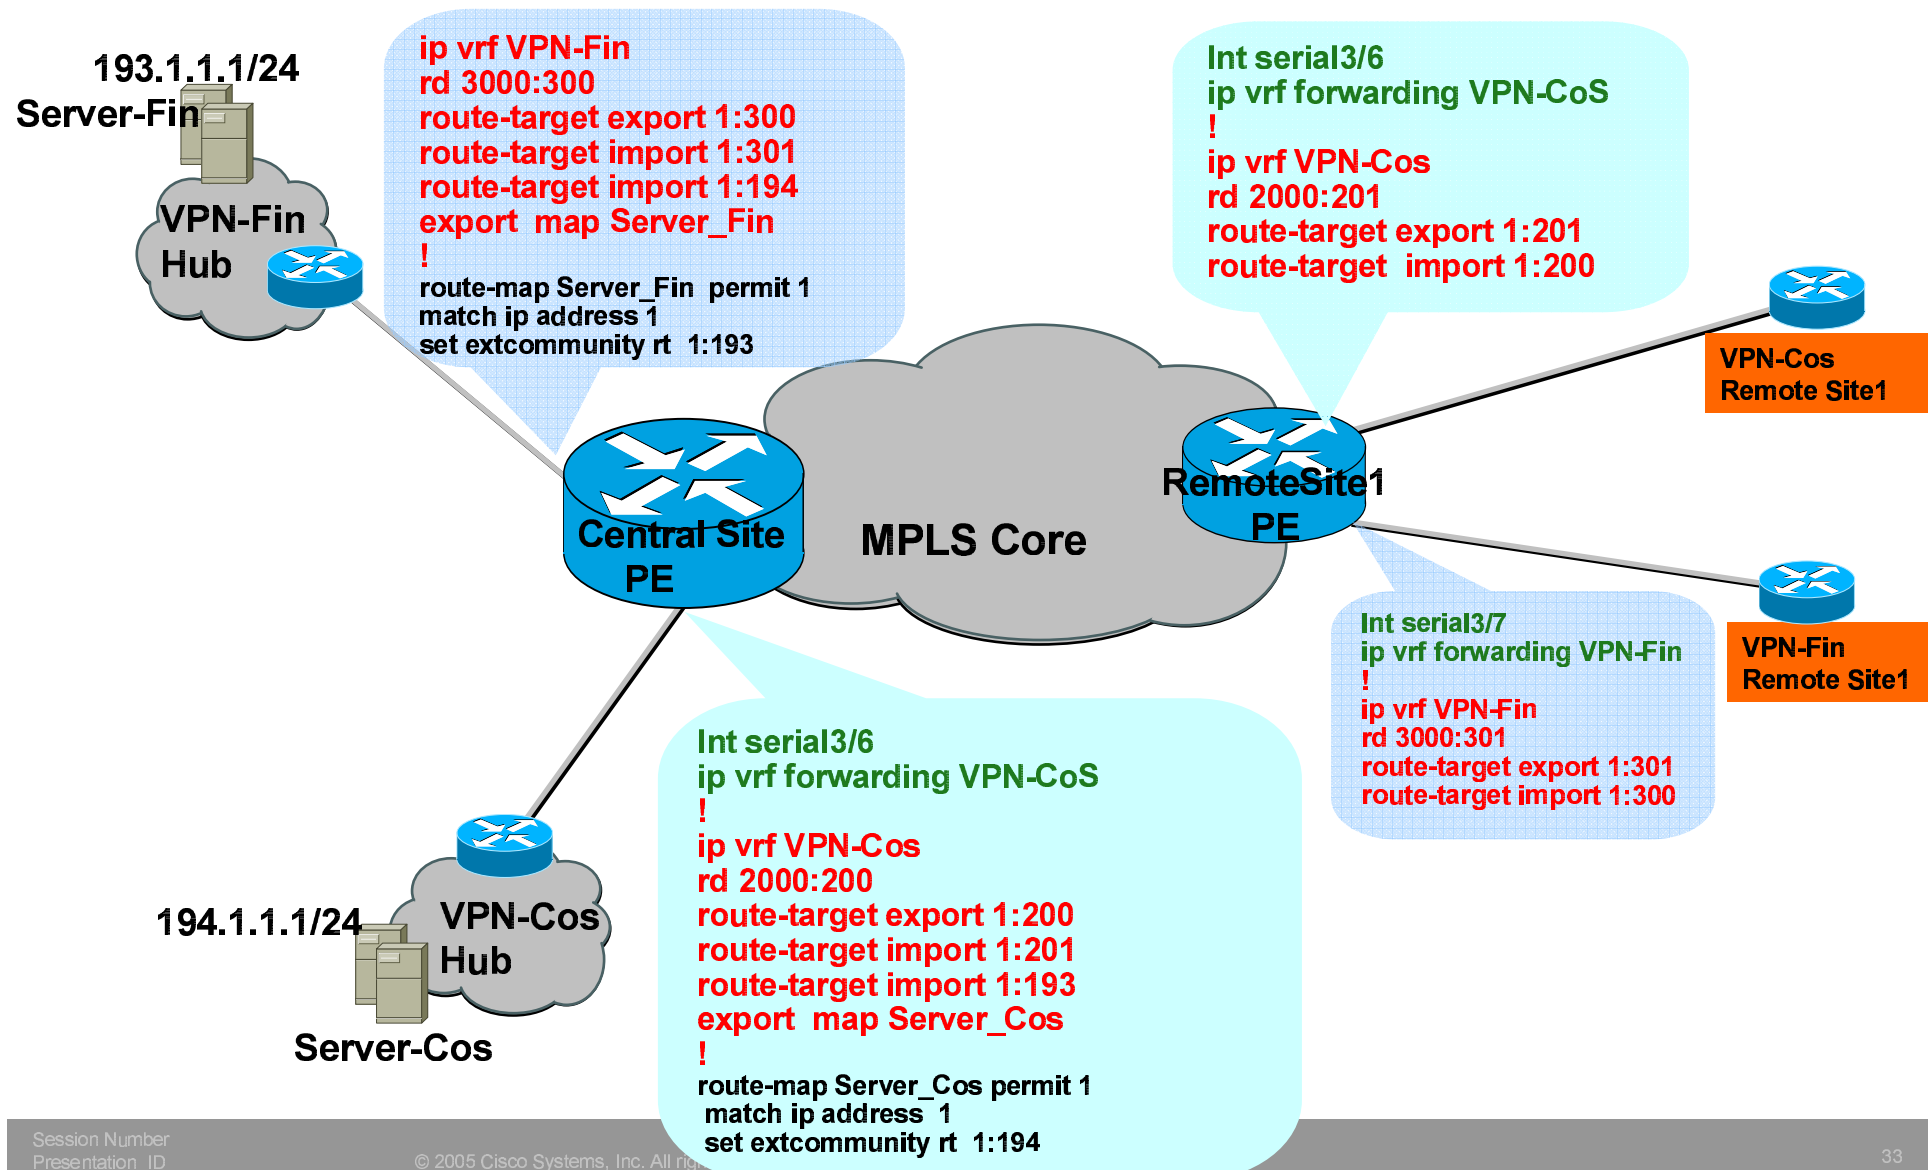 193.1.1.1/24
Server-Fin
VPN-Fin
Hub
ip vrf VPN-Fin
rd 3000:300
route-target export 1:300
route-target import 1:301
route-target import 1:194
export  map Server_Fin
!
route-map Server_Fin  permit 1
match ip address 1
set extcommunity rt  1:193
Int serial3/6
ip vrf forwarding VPN-CoS
!
ip vrf VPN-Cos
rd 2000:201
route-target export 1:201
route-target  import 1:200
VPN-Cos
Remote Site1
Central Site
PE
MPLS Core
RemoteSite1
PE
Int serial3/7
ip vrf forwarding VPN-Fin
!
ip vrf VPN-Fin
rd 3000:301
route-target export 1:301
route-target import 1:300
VPN-Fin
Remote Site1
Int serial3/6
ip vrf forwarding VPN-CoS
!
ip vrf VPN-Cos
rd 2000:200
route-target export 1:200
route-target import 1:201
route-target import 1:193
export  map Server_Cos
!
route-map Server_Cos permit 1
match ip address  1
set extcommunity rt  1:194
194.1.1.1/24
VPN-Cos
Hub
Server-Cos
Session Number
Presentation_ID
© 2005 Cisco Systems, Inc. All
33